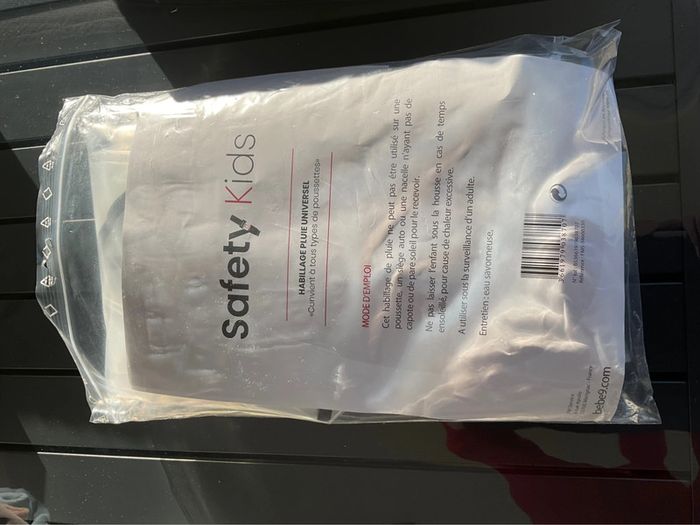 Safety Kids
HABILLAGE PLUIE UNIVERSEL
«Convient à tous types de poussettes»
MODE D'EMPLOI
Cet habillage de pluie ne peut pas être utilisé sur une
poussette, un siège auto ou une nacelle n'ayant pas de
capote ou de pare soleil pour le recevoir.
Ne pas laisser l'enfant sous la housse en cas de temps
ensoleillé, pour cause de chaleur excessive.
A utiliser sous la surveillance d'un adulte.
Entretien : eau savonneuse.
bebe9.com